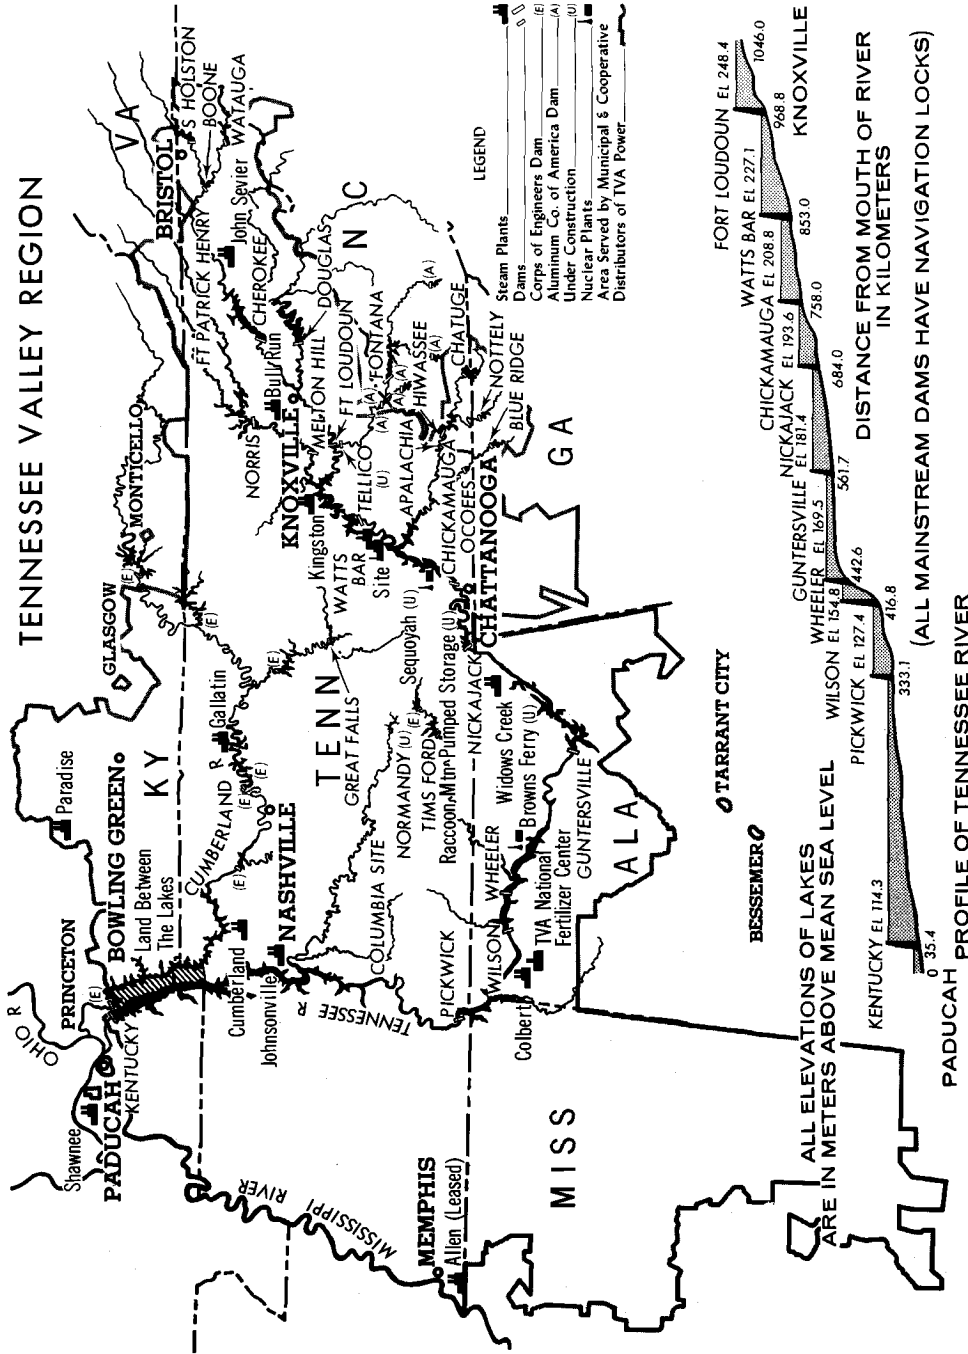 TENNESSEE VALLEY REGION
OHIO R
Shawnee
PADUCAH
KENTUCKY
PRINCETON
(E)
Paradise
BOWLING GREEN
Land Between
The Lakes
GLASGOW
MONTICELLO
(E)
KY
VA
BRISTOL
S HOLSTON
BOONE
WATAUGA
FT PATRICK HENRY
John Sevier
CHEROKEE
DOUGLAS
CUMBERLAND R
Gallatin
(E)
(E)
(E)
(E)
(E)
Cumberland
Johnsonville
NASHVILLE
TENN
GREAT FALLS
NORRIS
Bull Run
KNOXVILLE
MELTON HILL
FT LOUDOUN
Kingston
WATTS
BAR
Site
TELLICO
(U)
FONTANA
(A)
(A)
(A)
(A)
(A)
(A)
N C
APALACHIA
HIWASSEE
CHATUGE
NOTTELY
BLUE RIDGE
CHICKAMAUGA
OCOEES
CHATTANOOGA
Sequoyah (U)
Raccoon Mtn Pumped Storage (U)
NICKAJACK
TIMS FORD
(E)
NORMANDY (U)
COLUMBIA SITE
TENNESSEE R
MISSISSIPPI RIVER
MEMPHIS
Allen (Leased)
PICKWICK
WILSON
WHEELER
Colbert
TVA National
Fertilizer Center
Browns Ferry (U)
Widows Creek
GUNTERSVILLE
GA
ALA
MISS
TARRANT CITY
BESSEMER
LEGEND
Steam Plants
Dams
Corps of Engineers Dam (E)
Aluminum Co. of America Dam (A)
Under Construction (U)
Nuclear Plants
Area Served by Municipal & Cooperative
Distributors of TVA Power
ALL ELEVATIONS OF LAKES
ARE IN METERS ABOVE MEAN SEA LEVEL
KENTUCKY EL 114.3
PICKWICK EL 127.4
WILSON EL 154.8
WHEELER EL 169.5
GUNTERSVILLE EL 181.4
NICKAJACK EL 193.6
CHICKAMAUGA EL 208.8
WATTS BAR EL 227.1
FORT LOUDOUN EL 248.4
0
35.4
333.1
416.8
442.6
561.7
684.0
758.0
853.0
968.8
1046.0
PADUCAH
KNOXVILLE
DISTANCE FROM MOUTH OF RIVER
IN KILOMETERS
(ALL MAINSTREAM DAMS HAVE NAVIGATION LOCKS)
PROFILE OF TENNESSEE RIVER